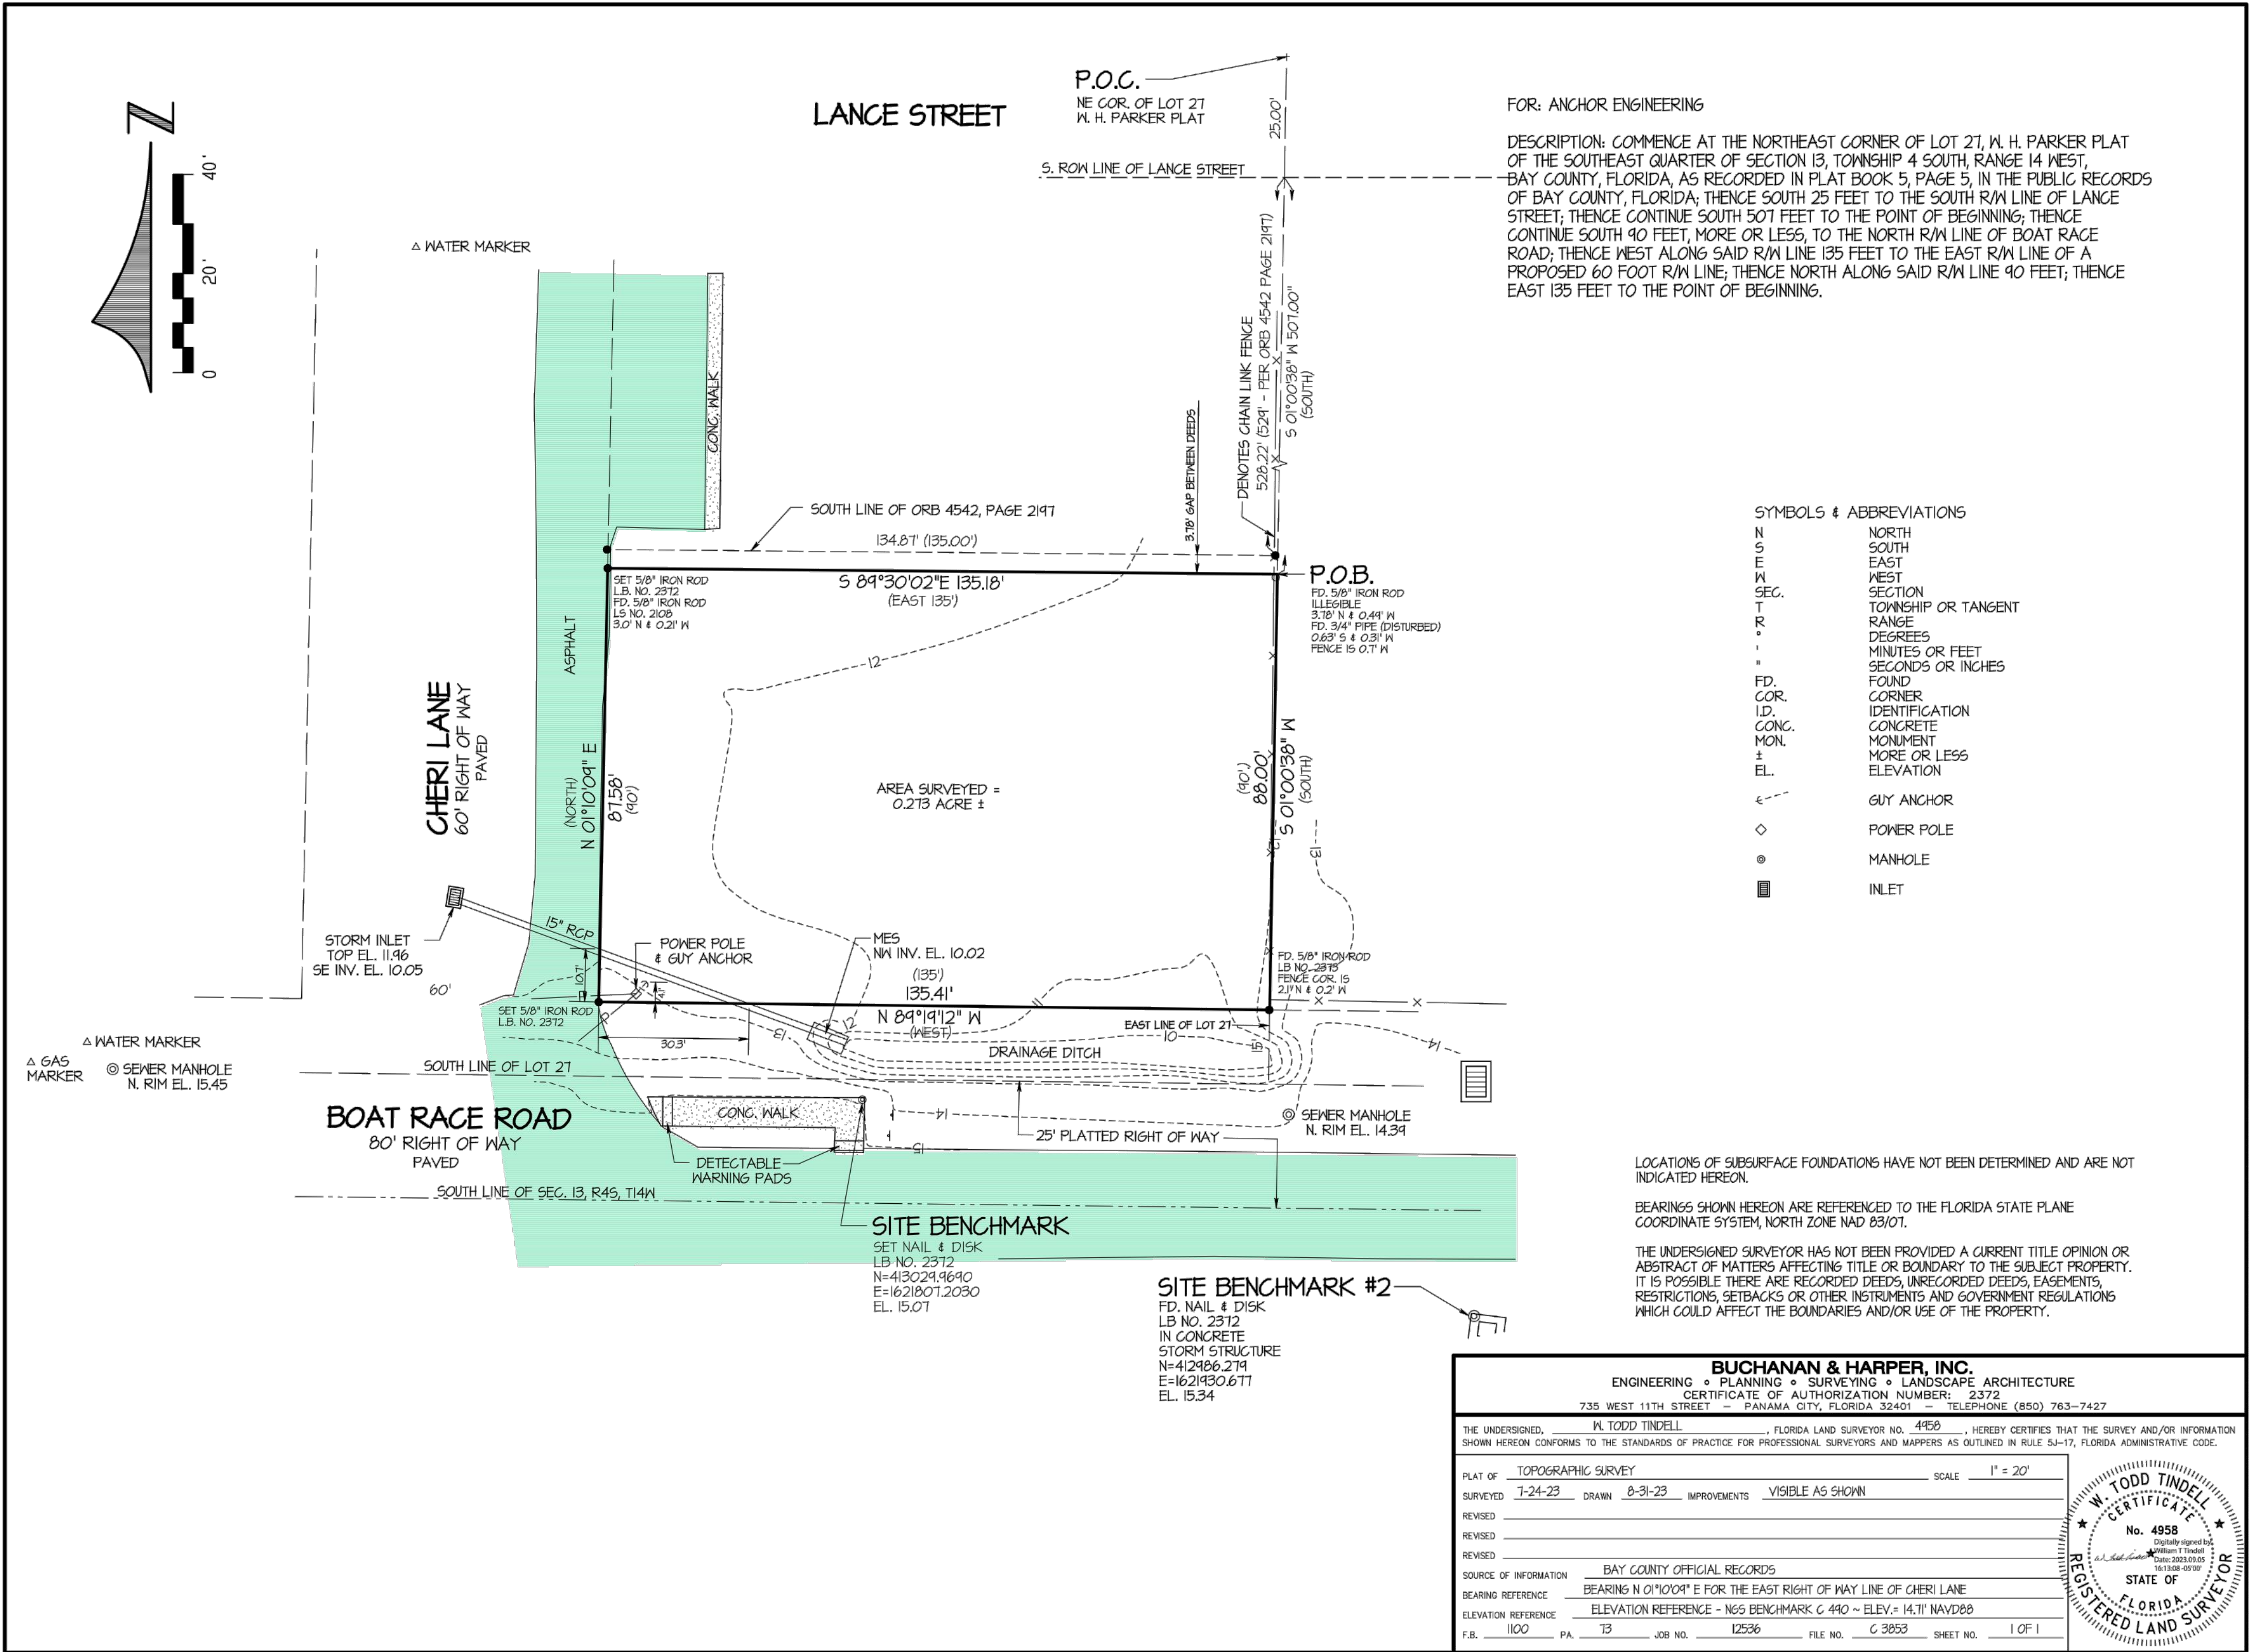 P.O.C.
NE COR. OF LOT 27
W. H. PARKER PLAT
LANCE STREET
25.00'
S. ROW LINE OF LANCE STREET
FOR: ANCHOR ENGINEERING
DESCRIPTION: COMMENCE AT THE NORTHEAST CORNER OF LOT 27, W. H. PARKER PLAT
OF THE SOUTHEAST QUARTER OF SECTION 13, TOWNSHIP 4 SOUTH, RANGE 14 WEST,
BAY COUNTY, FLORIDA, AS RECORDED IN PLAT BOOK 5, PAGE 5, IN THE PUBLIC RECORDS
OF BAY COUNTY, FLORIDA; THENCE SOUTH 25 FEET TO THE SOUTH R/W LINE OF LANCE
STREET; THENCE CONTINUE SOUTH 507 FEET TO THE POINT OF BEGINNING; THENCE
CONTINUE SOUTH 90 FEET, MORE OR LESS, TO THE NORTH R/W LINE OF BOAT RACE
ROAD; THENCE WEST ALONG SAID R/W LINE 135 FEET TO THE EAST R/W LINE OF A
PROPOSED 60 FOOT R/W LINE; THENCE NORTH ALONG SAID R/W LINE 90 FEET; THENCE
EAST 135 FEET TO THE POINT OF BEGINNING.
N
40'
20'
0
△ WATER MARKER
CONC. WALK
3.78' GAP BETWEEN DEEDS
DENOTES CHAIN LINK FENCE
528.22' (529' - PER ORB 4542 PAGE 2197)
S 01°00'38" W 507.00'
(SOUTH)
SOUTH LINE OF ORB 4542, PAGE 2197
134.87' (135.00')
S 89°30'02"E 135.18'
(EAST 135')
SET 5/8" IRON ROD
L.B. NO. 2372
FD. 5/8" IRON ROD
LS NO. 2108
3.0' N & 0.21' W
P.O.B.
FD. 5/8" IRON ROD
ILLEGIBLE
3.78' N & 0.49' W
FD. 3/4" PIPE (DISTURBED)
0.63' S & 0.31' W
FENCE IS 0.7' W
ASPHALT
12
CHERI LANE
60' RIGHT OF WAY
PAVED
(NORTH)
N 01°10'09" E
87.58'
(90')
AREA SURVEYED =
0.273 ACRE ±
(90')
88.00'
S 01°00'38" W
(SOUTH)
12
13
SYMBOLS & ABBREVIATIONS
N NORTH
S SOUTH
E EAST
W WEST
SEC. SECTION
T TOWNSHIP OR TANGENT
R RANGE
° DEGREES
' MINUTES OR FEET
" SECONDS OR INCHES
FD. FOUND
COR. CORNER
I.D. IDENTIFICATION
CONC. CONCRETE
MON. MONUMENT
± MORE OR LESS
EL. ELEVATION
GUY ANCHOR
POWER POLE
MANHOLE
INLET
STORM INLET
TOP EL. 11.96
SE INV. EL. 10.05
15" RCP
10.7'
POWER POLE
& GUY ANCHOR
MES
NW INV. EL. 10.02
(135')
135.41'
N 89°19'12" W
(WEST)
FD. 5/8" IRON ROD
LB NO. 2375
FENCE COR. IS
2.1' N & 0.2' W
60'
SET 5/8" IRON ROD
L.B. NO. 2372
P
P
30.3'
13
12
11
10
EAST LINE OF LOT 27
15'
14
DRAINAGE DITCH
△ WATER MARKER
△ GAS
MARKER
SEWER MANHOLE
N. RIM EL. 15.45
SOUTH LINE OF LOT 27
BOAT RACE ROAD
80' RIGHT OF WAY
PAVED
CONC. WALK
14
15
25' PLATTED RIGHT OF WAY
SEWER MANHOLE
N. RIM EL. 14.39
DETECTABLE
WARNING PADS
SOUTH LINE OF SEC. 13, R4S, T14W
SITE BENCHMARK
SET NAIL & DISK
LB NO. 2372
N=413029.9690
E=1621807.2030
EL. 15.07
SITE BENCHMARK #2
FD. NAIL & DISK
LB NO. 2372
IN CONCRETE
STORM STRUCTURE
N=412986.279
E=1621930.677
EL. 15.34
LOCATIONS OF SUBSURFACE FOUNDATIONS HAVE NOT BEEN DETERMINED AND ARE NOT
INDICATED HEREON.
BEARINGS SHOWN HEREON ARE REFERENCED TO THE FLORIDA STATE PLANE
COORDINATE SYSTEM, NORTH ZONE NAD 83/07.
THE UNDERSIGNED SURVEYOR HAS NOT BEEN PROVIDED A CURRENT TITLE OPINION OR
ABSTRACT OF MATTERS AFFECTING TITLE OR BOUNDARY TO THE SUBJECT PROPERTY.
IT IS POSSIBLE THERE ARE RECORDED DEEDS, UNRECORDED DEEDS, EASEMENTS,
RESTRICTIONS, SETBACKS OR OTHER INSTRUMENTS AND GOVERNMENT REGULATIONS
WHICH COULD AFFECT THE BOUNDARIES AND/OR USE OF THE PROPERTY.
BUCHANAN & HARPER, INC.
ENGINEERING ∘ PLANNING ∘ SURVEYING ∘ LANDSCAPE ARCHITECTURE
CERTIFICATE OF AUTHORIZATION NUMBER: 2372
735 WEST 11TH STREET – PANAMA CITY, FLORIDA 32401 – TELEPHONE (850) 763–7427
THE UNDERSIGNED, W. TODD TINDELL, FLORIDA LAND SURVEYOR NO. 4958, HEREBY CERTIFIES THAT THE SURVEY AND/OR INFORMATION
SHOWN HEREON CONFORMS TO THE STANDARDS OF PRACTICE FOR PROFESSIONAL SURVEYORS AND MAPPERS AS OUTLINED IN RULE 5J–17, FLORIDA ADMINISTRATIVE CODE.
PLAT OF TOPOGRAPHIC SURVEY SCALE 1" = 20'
SURVEYED 7-24-23 DRAWN 8-31-23 IMPROVEMENTS VISIBLE AS SHOWN
REVISED
REVISED
REVISED
SOURCE OF INFORMATION BAY COUNTY OFFICIAL RECORDS
BEARING REFERENCE BEARING N 01°10'09" E FOR THE EAST RIGHT OF WAY LINE OF CHERI LANE
ELEVATION REFERENCE ELEVATION REFERENCE - NGS BENCHMARK C 490 ~ ELEV.= 14.71' NAVD88
F.B. 1100 PA. 73 JOB NO. 12536 FILE NO. C 3853 SHEET NO. 1 OF 1
W. TODD TINDELL
CERTIFICATE
No. 4958
Digitally signed by
William T Tindell
Date: 2023.09.05
16:13:08 -05'00'
STATE OF
FLORIDA
REGISTERED LAND SURVEYOR